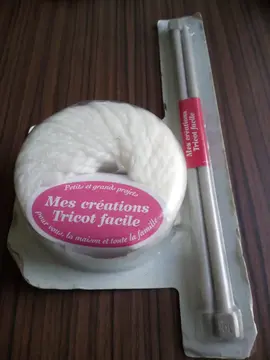 Petits et grands projets
Mes créations
Tricot facile
pour vous, la maison et toute la famille...
Mes créations
Tricot facile